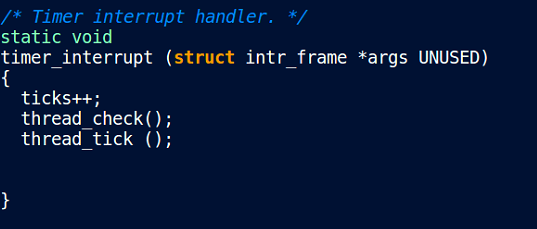 /* Timer interrupt handler. */
static void
timer_interrupt (struct intr_frame *args UNUSED)
{
  ticks++;
  thread_check();
  thread_tick ();
}